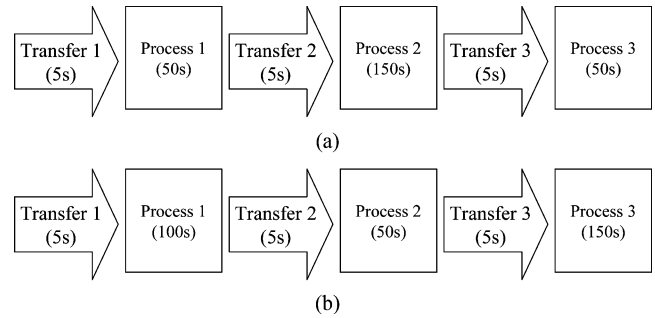 Transfer 1
(5s)
Process 1
(50s)
Transfer 2
(5s)
Process 2
(150s)
Transfer 3
(5s)
Process 3
(50s)
(a)
Transfer 1
(5s)
Process 1
(100s)
Transfer 2
(5s)
Process 2
(50s)
Transfer 3
(5s)
Process 3
(150s)
(b)